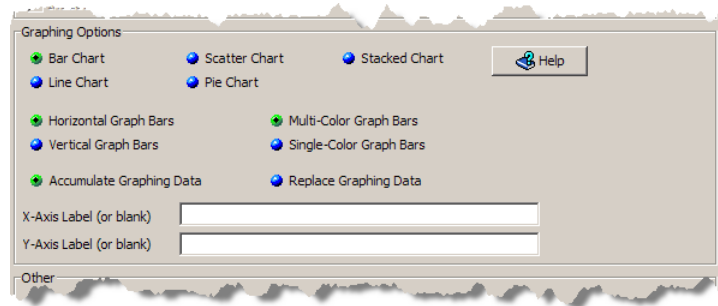 Graphing Options
Bar Chart Scatter Chart Stacked Chart Help
Line Chart Pie Chart
Horizontal Graph Bars Multi-Color Graph Bars
Vertical Graph Bars Single-Color Graph Bars
Accumulate Graphing Data Replace Graphing Data
X-Axis Label (or blank)
Y-Axis Label (or blank)
Other